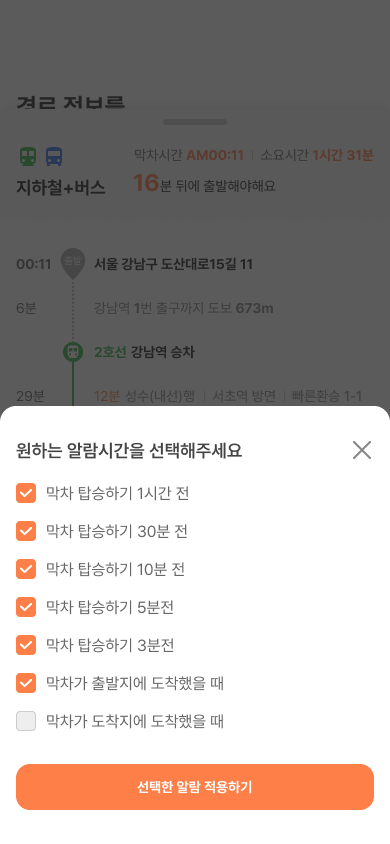 경로 정보를
막차시간 AM00:11 | 소요시간 1시간 31분
지하철+버스
16분 뒤에 출발해야해요
00:11 출발 서울 강남구 도산대로15길 11
6분 강남역 1번 출구까지 도보 673m
2호선 강남역 승차
29분 12분 성수(내선)행 | 서초역 방면 | 빠른환승 1-1
원하는 알람시간을 선택해주세요
막차 탑승하기 1시간 전
막차 탑승하기 30분 전
막차 탑승하기 10분 전
막차 탑승하기 5분전
막차 탑승하기 3분전
막차가 출발지에 도착했을 때
막차가 도착지에 도착했을 때
선택한 알람 적용하기